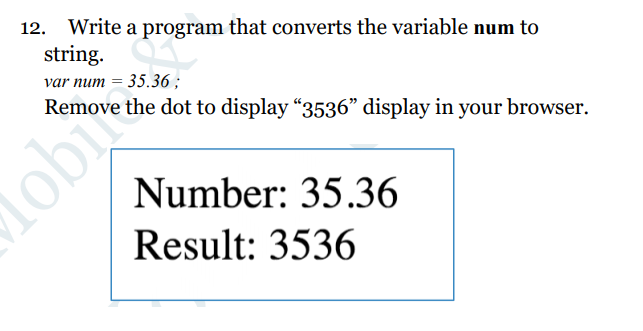 12. Write a program that converts the variable num to
string.
var num = 35.36 ;
Remove the dot to display “3536” display in your browser.
Number: 35.36
Result: 3536